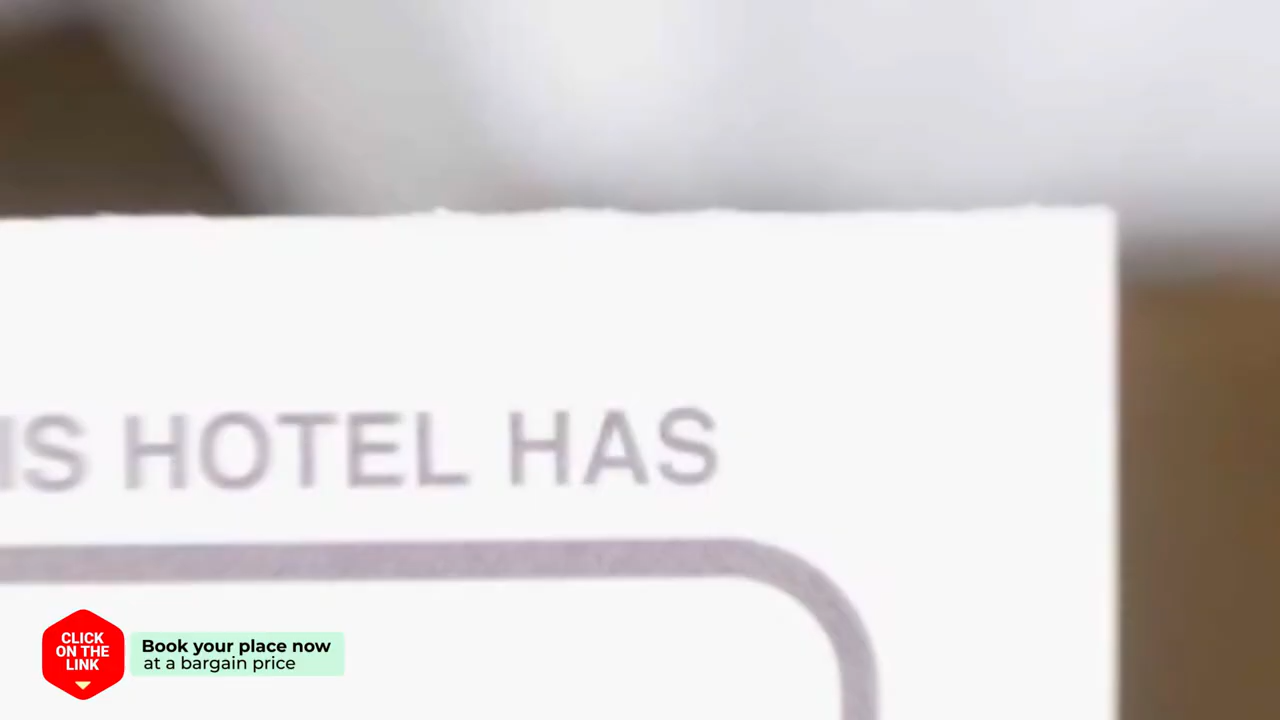 IS HOTEL HAS
CLICK
ON THE
LINK
Book your place now
at a bargain price